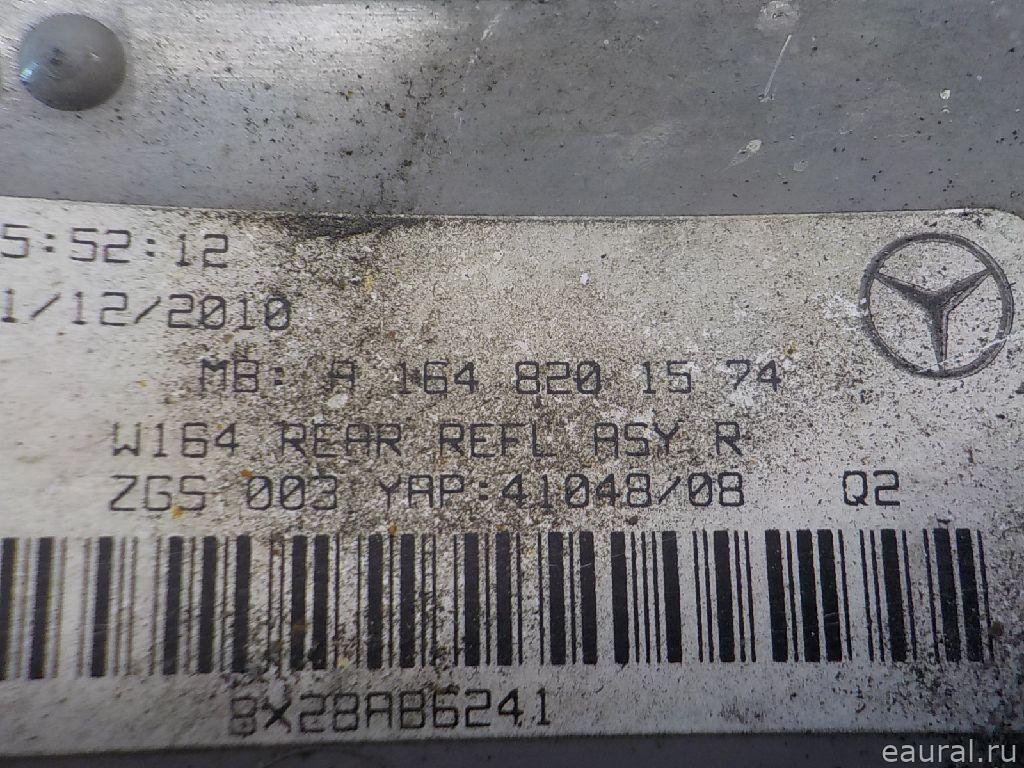 5:52:12
1/12/2010
MB: A 164 820 15 74
W164 REAR REFL ASY R
ZGS 003 YAP:41048/08 Q2
8X28AB6241
eaural.ru